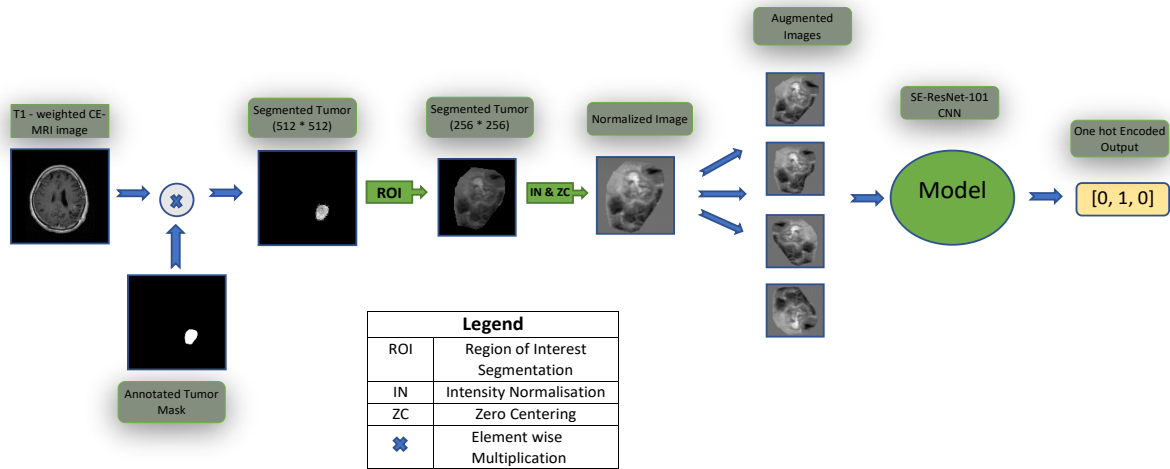 Augmented
Images
T1 - weighted CE-
MRI image
Segmented Tumor
(512 * 512)
Segmented Tumor
(256 * 256)
Normalized Image
SE-ResNet-101
CNN
One hot Encoded
Output
ROI
IN & ZC
Model
[0, 1, 0]
Annotated Tumor
Mask
Legend
ROI Region of Interest
Segmentation
IN Intensity Normalisation
ZC Zero Centering
Element wise
Multiplication